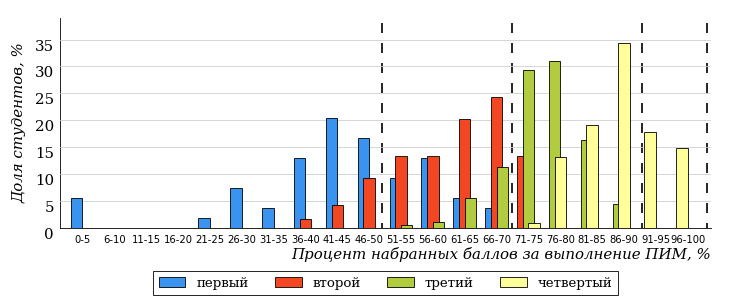 Доля студентов, %
35
30
25
20
15
10
5
0
0-5 6-10 11-15 16-20 21-25 26-30 31-35 36-40 41-45 46-50 51-55 56-60 61-65 66-70 71-75 76-80 81-85 86-90 91-95 96-100
Процент набранных баллов за выполнение ПИМ, %
первый второй третий четвертый